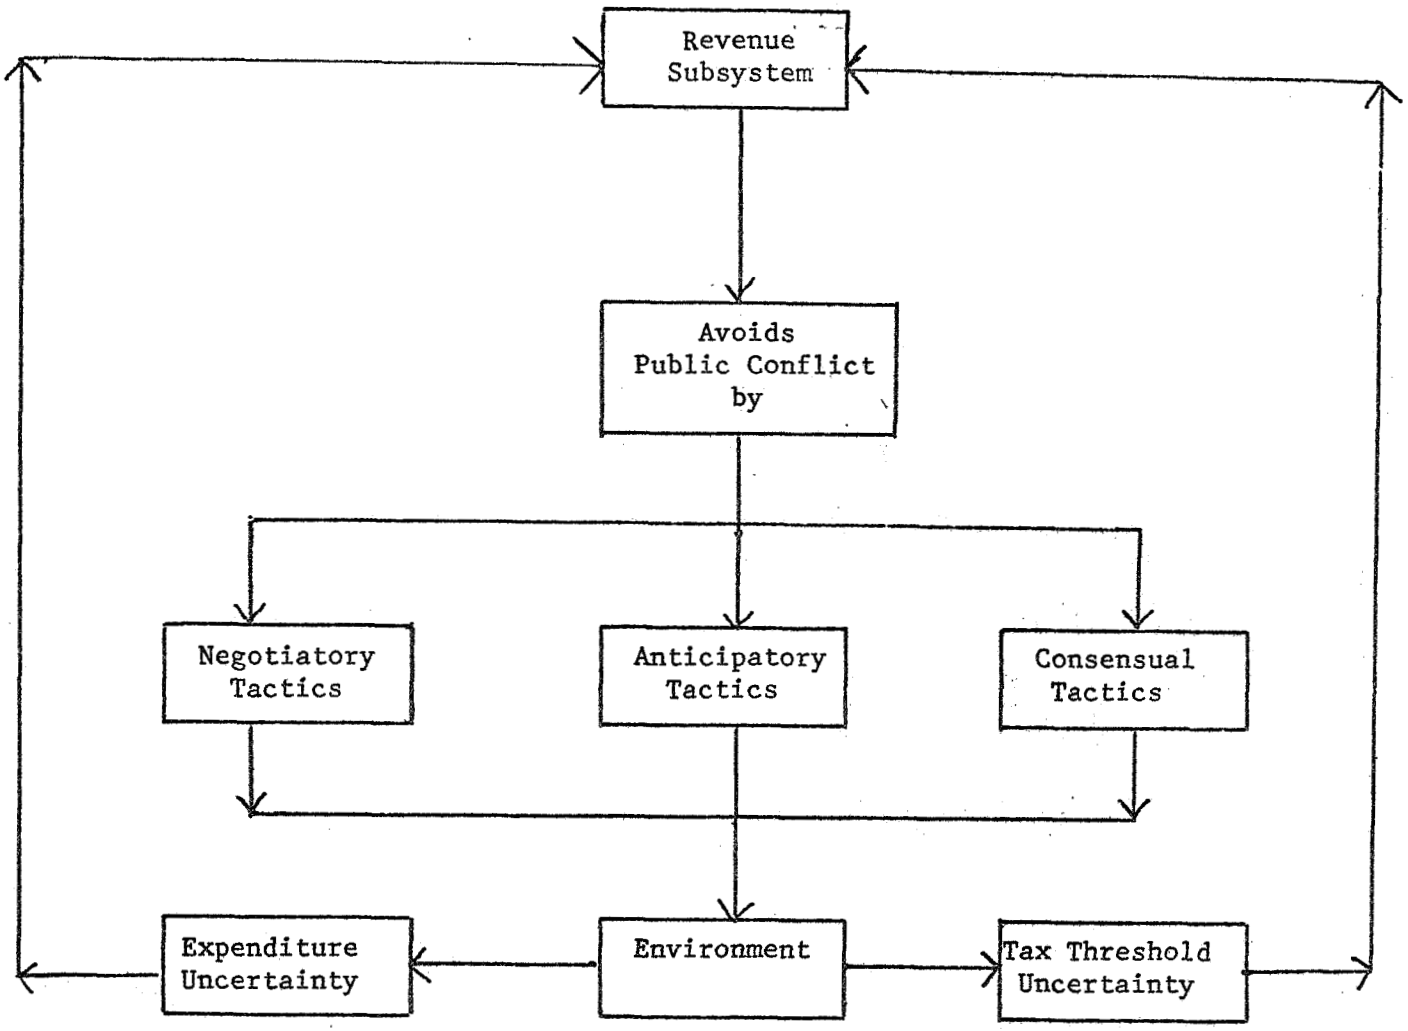 Revenue
Subsystem
Avoids
Public Conflict
by
Negotiatory
Tactics
Anticipatory
Tactics
Consensual
Tactics
Expenditure
Uncertainty
Environment
Tax Threshold
Uncertainty